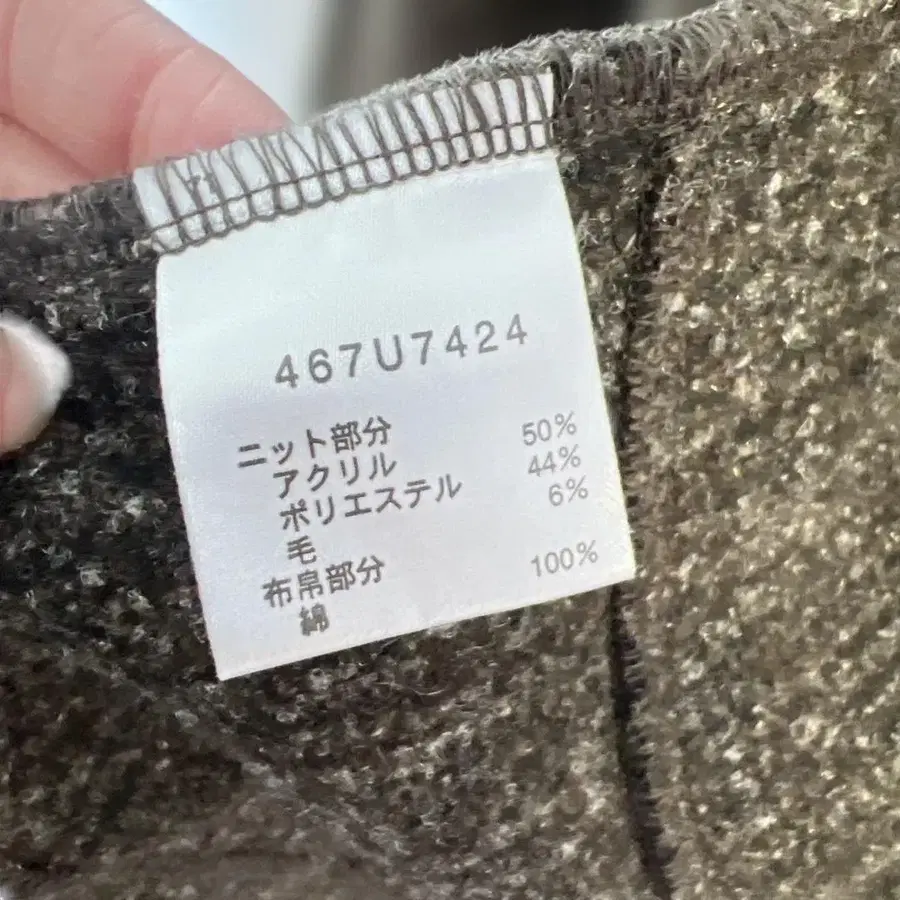 467U7424
ニット部分
アクリル 50%
ポリエステル 44%
毛 6%
布帛部分
綿 100%